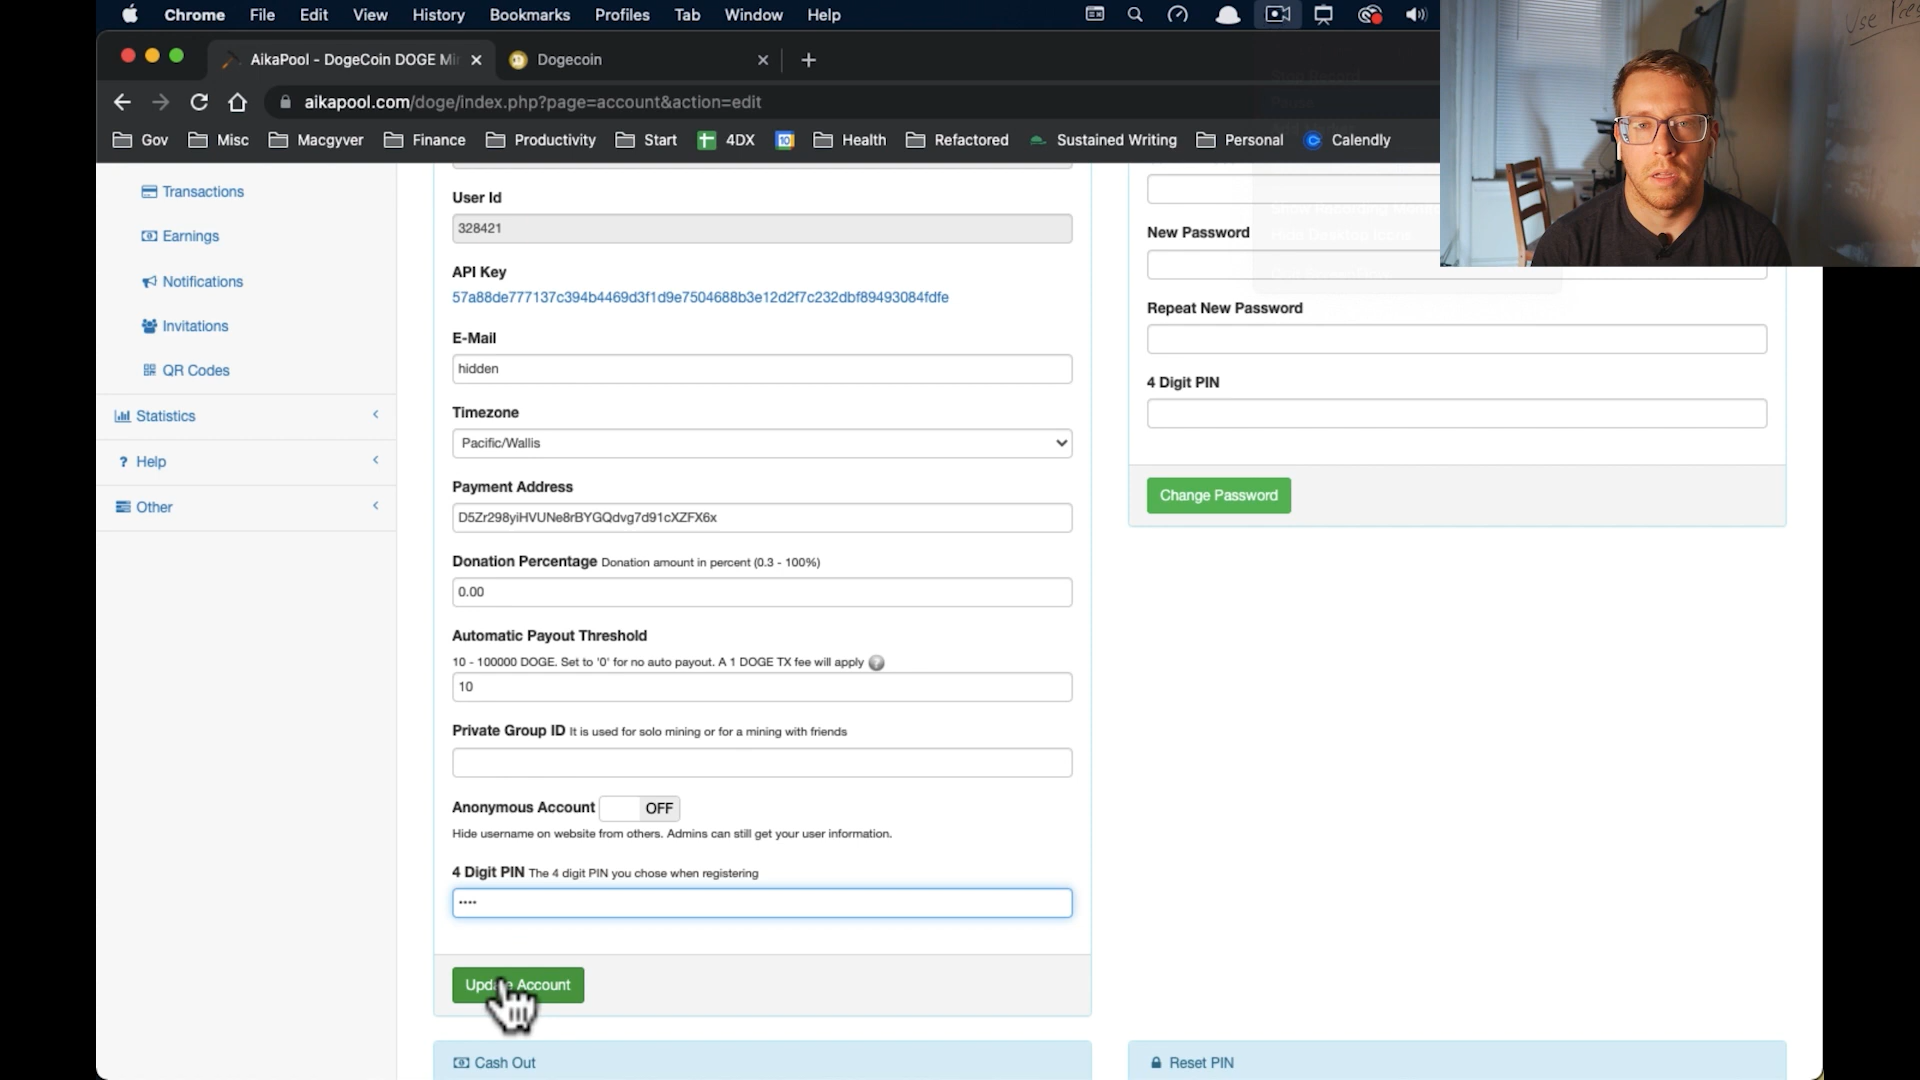 Chrome File Edit View History Bookmarks Profiles Tab Window Help
AikaPool - DogeCoin DOGE Mi
Dogecoin
aikapool.com/doge/index.php?page=account&action=edit
Gov Misc Macgyver Finance Productivity Start 4DX Health Refactored Sustained Writing Personal Calendly
Use
Transactions
Earnings
Notifications
Invitations
QR Codes
Statistics
Help
Other
User Id
328421
API Key
57a88de777137c394b4469d3f1d9e7504688b3e12d2f7c232dbf89493084fdfe
E-Mail
hidden
Timezone
Pacific/Wallis
Payment Address
D5Zr298yiHVUNe8rBYGQdvg7d91cXZFX6x
Donation Percentage Donation amount in percent (0.3 - 100%)
0.00
Automatic Payout Threshold
10 - 100000 DOGE. Set to '0' for no auto payout. A 1 DOGE TX fee will apply
10
Private Group ID It is used for solo mining or for a mining with friends
Anonymous Account OFF
Hide username on website from others. Admins can still get your user information.
4 Digit PIN The 4 digit PIN you chose when registering
••••
Update Account
Cash Out
New Password
Repeat New Password
4 Digit PIN
Change Password
Reset PIN